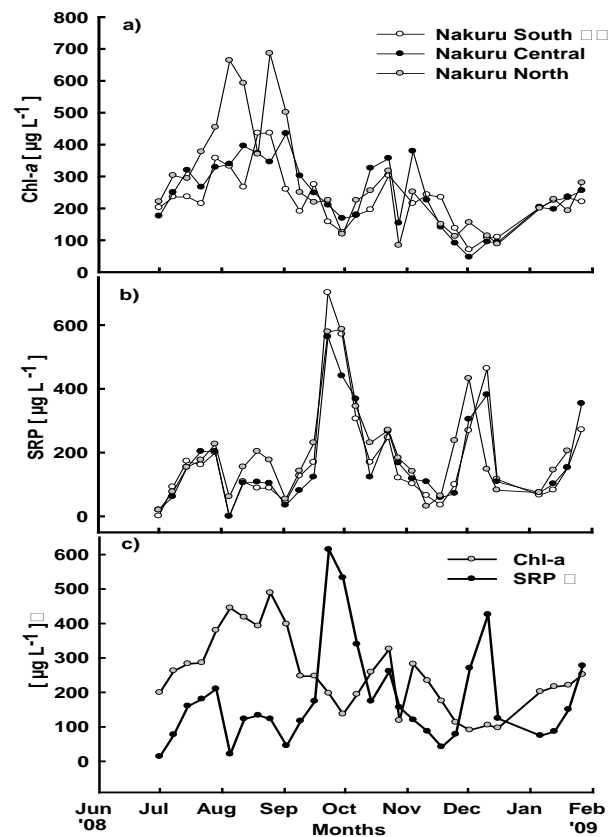 a)
Nakuru South □ □
Nakuru Central
Nakuru North
800
700
600
500
400
300
200
100
0
Chl-a [ µg L-1 ]
b)
600
400
200
0
SRP [ µg L-1 ]
c)
Chl-a
SRP □
600
500
400
300
200
100
0
[ µg L-1 ]□
Jun Jul Aug Sep Oct Nov Dec Jan Feb
'08 Months '09